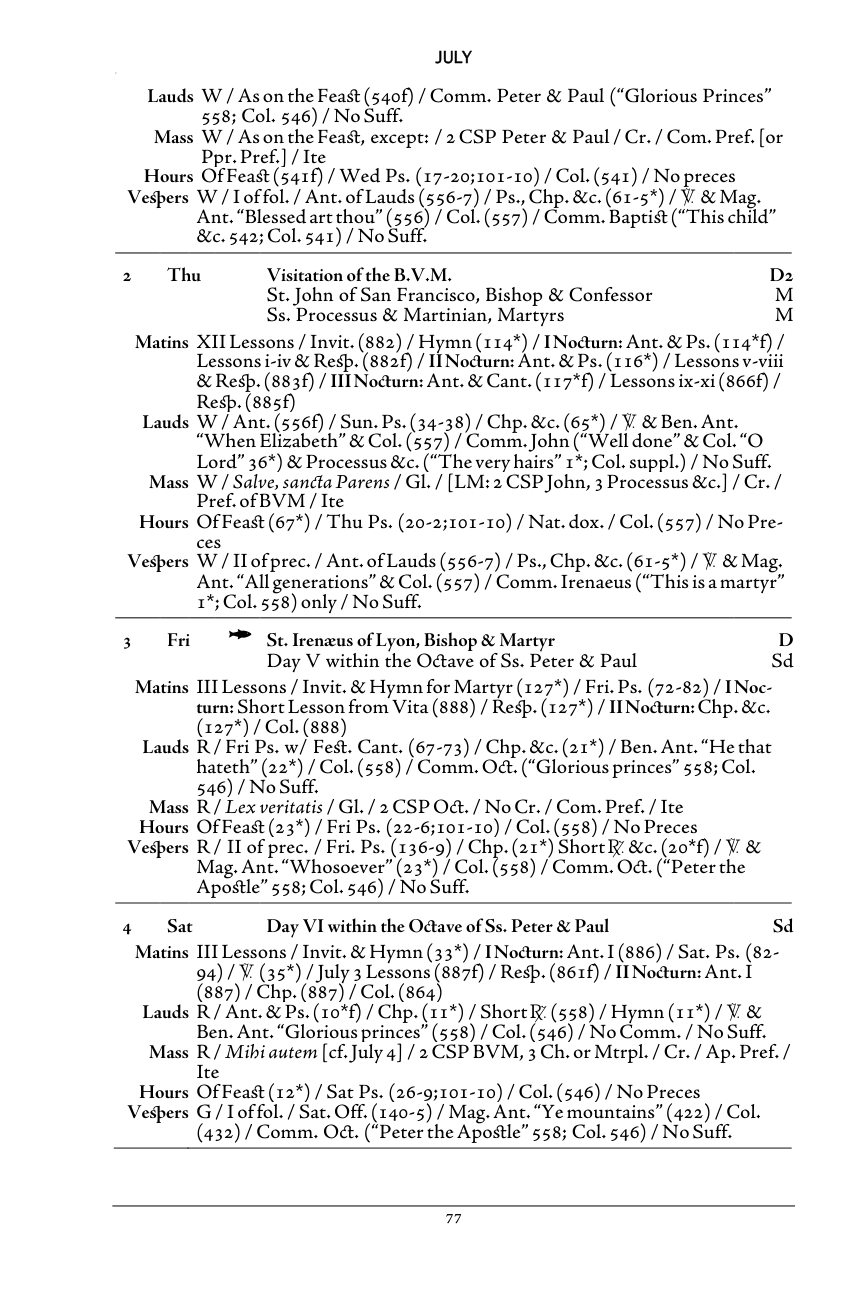 JULY
Lauds W / As on the Feast (540f) / Comm. Peter & Paul (“Glorious Princes”
558; Col. 546) / No Suff.
Mass W / As on the Feast, except: / 2 CSP Peter & Paul / Cr. / Com. Pref. [or
Ppr. Pref.] / Ite
Hours Of Feast (541f) / Wed Ps. (17-20;101-10) / Col. (541) / No preces
Vespers W / I of fol. / Ant. of Lauds (556-7) / Ps., Chp. &c. (61-5*) / ℣. & Mag.
Ant. “Blessed art thou” (556) / Col. (557) / Comm. Baptist (“This child”
&c. 542; Col. 541) / No Suff.
2 Thu Visitation of the B.V.M. D2
St. John of San Francisco, Bishop & Confessor M
Ss. Processus & Martinian, Martyrs M
Matins XII Lessons / Invit. (882) / Hymn (114*) / I Nocturn: Ant. & Ps. (114*f) /
Lessons i-iv & Resp. (882f) / II Nocturn: Ant. & Ps. (116*) / Lessons v-viii
& Resp. (883f) / III Nocturn: Ant. & Cant. (117*f) / Lessons ix-xi (866f) /
Resp. (885f)
Lauds W / Ant. (556f) / Sun. Ps. (34-38) / Chp. &c. (65*) / ℣. & Ben. Ant.
“When Elizabeth” & Col. (557) / Comm. John (“Well done” & Col. “O
Lord” 36*) & Processus &c. (“The very hairs” 1*; Col. suppl.) / No Suff.
Mass W / Salve, sancta Parens / Gl. / [LM: 2 CSP John, 3 Processus &c.] / Cr. /
Pref. of BVM / Ite
Hours Of Feast (67*) / Thu Ps. (20-2;101-10) / Nat. dox. / Col. (557) / No Pre-
ces
Vespers W / II of prec. / Ant. of Lauds (556-7) / Ps., Chp. &c. (61-5*) / ℣. & Mag.
Ant. “All generations” & Col. (557) / Comm. Irenaeus (“This is a martyr”
1*; Col. 558) only / No Suff.
3 Fri St. Irenæus of Lyon, Bishop & Martyr D
Day V within the Octave of Ss. Peter & Paul Sd
Matins III Lessons / Invit. & Hymn for Martyr (127*) / Fri. Ps. (72-82) / I Noc-
turn: Short Lesson from Vita (888) / Resp. (127*) / II Nocturn: Chp. &c.
(127*) / Col. (888)
Lauds R / Fri Ps. w/ Fest. Cant. (67-73) / Chp. &c. (21*) / Ben. Ant. “He that
hateth” (22*) / Col. (558) / Comm. Oct. (“Glorious princes” 558; Col.
546) / No Suff.
Mass R / Lex veritatis / Gl. / 2 CSP Oct. / No Cr. / Com. Pref. / Ite
Hours Of Feast (23*) / Fri Ps. (22-6;101-10) / Col. (558) / No Preces
Vespers R / II of prec. / Fri. Ps. (136-9) / Chp. (21*) Short ℟. &c. (20*f) / ℣. &
Mag. Ant. “Whosoever” (23*) / Col. (558) / Comm. Oct. (“Peter the
Apostle” 558; Col. 546) / No Suff.
4 Sat Day VI within the Octave of Ss. Peter & Paul Sd
Matins III Lessons / Invit. & Hymn (33*) / I Nocturn: Ant. I (886) / Sat. Ps. (82-
94) / ℣. (35*) / July 3 Lessons (887f) / Resp. (861f) / II Nocturn: Ant. I
(887) / Chp. (887) / Col. (864)
Lauds R / Ant. & Ps. (10*f) / Chp. (11*) / Short ℟. (558) / Hymn (11*) / ℣. &
Ben. Ant. “Glorious princes” (558) / Col. (546) / No Comm. / No Suff.
Mass R / Mihi autem [cf. July 4] / 2 CSP BVM, 3 Ch. or Mtrpl. / Cr. / Ap. Pref. /
Ite
Hours Of Feast (12*) / Sat Ps. (26-9;101-10) / Col. (546) / No Preces
Vespers G / I of fol. / Sat. Off. (140-5) / Mag. Ant. “Ye mountains” (422) / Col.
(432) / Comm. Oct. (“Peter the Apostle” 558; Col. 546) / No Suff.
77